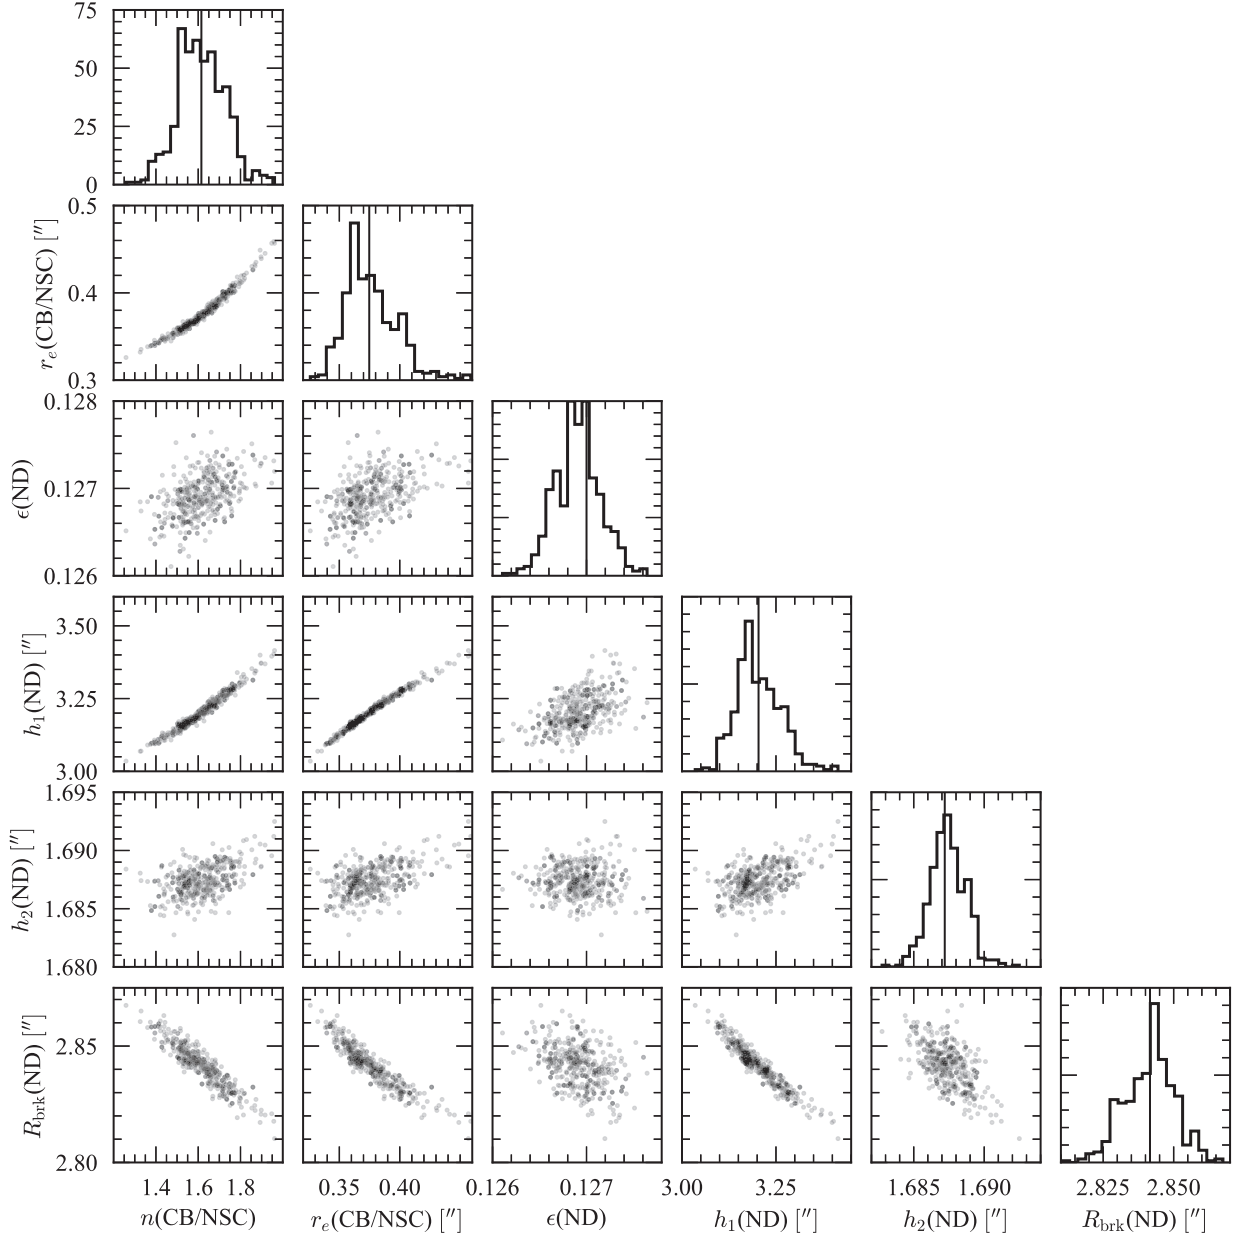 75
50
25
0
0.5
0.4
0.3
r_e(CB/NSC) [″]
0.128
0.127
0.126
ϵ(ND)
3.50
3.25
3.00
h_1(ND) [″]
1.695
1.690
1.685
1.680
h_2(ND) [″]
2.85
2.80
R_brk(ND) [″]
1.4 1.6 1.8 0.35 0.40 0.126 0.127 3.00 3.25 1.685 1.690 2.825 2.850
n(CB/NSC) r_e(CB/NSC) [″] ϵ(ND) h_1(ND) [″] h_2(ND) [″] R_brk(ND) [″]